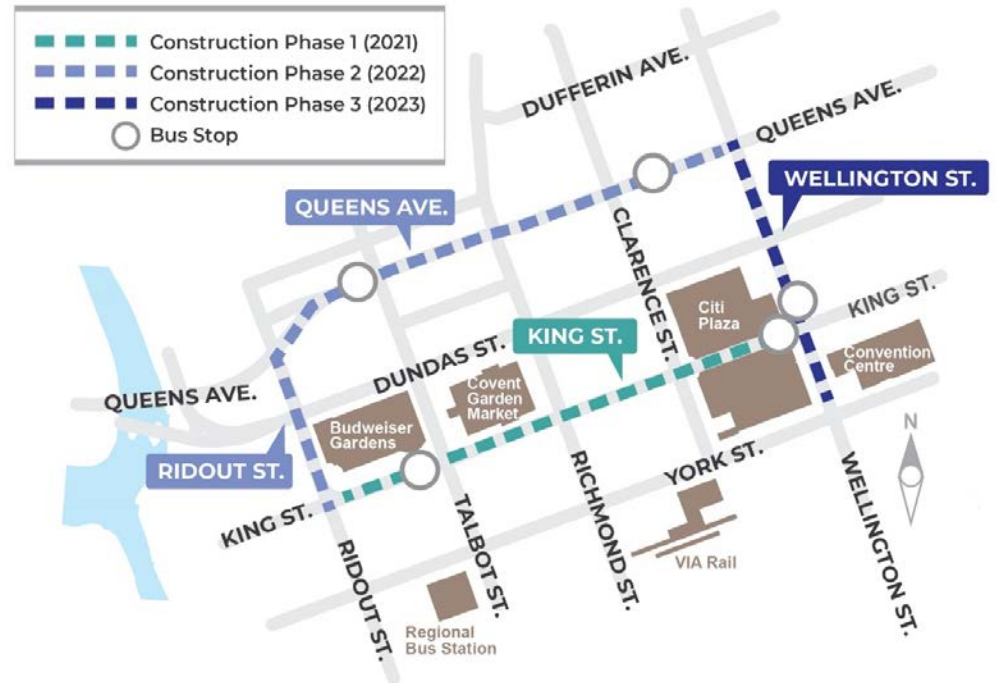 Construction Phase 1 (2021)
Construction Phase 2 (2022)
Construction Phase 3 (2023)
Bus Stop
DUFFERIN AVE.
QUEENS AVE.
WELLINGTON ST.
QUEENS AVE.
CLARENCE ST.
Citi
Plaza
KING ST.
KING ST.
Convention
Centre
DUNDAS ST.
Covent
Garden
Market
QUEENS AVE.
Budweiser
Gardens
N
RIDOUT ST.
YORK ST.
KING ST.
RIDOUT ST.
TALBOT ST.
RICHMOND ST.
WELLINGTON ST.
VIA Rail
Regional
Bus Station